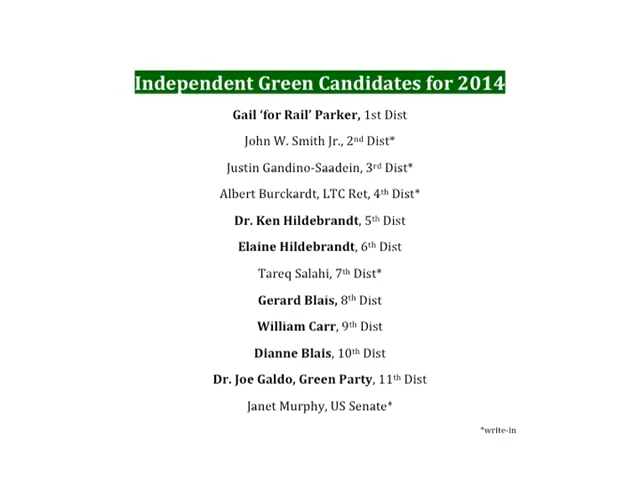 Independent Green Candidates for 2014
Gail ‘for Rail’ Parker, 1st Dist
John W. Smith Jr., 2nd Dist*
Justin Gandino-Saadein, 3rd Dist*
Albert Burckardt, LTC Ret, 4th Dist*
Dr. Ken Hildebrandt, 5th Dist
Elaine Hildebrandt, 6th Dist
Tareq Salahi, 7th Dist*
Gerard Blais, 8th Dist
William Carr, 9th Dist
Dianne Blais, 10th Dist
Dr. Joe Galdo, Green Party, 11th Dist
Janet Murphy, US Senate*
*write-in